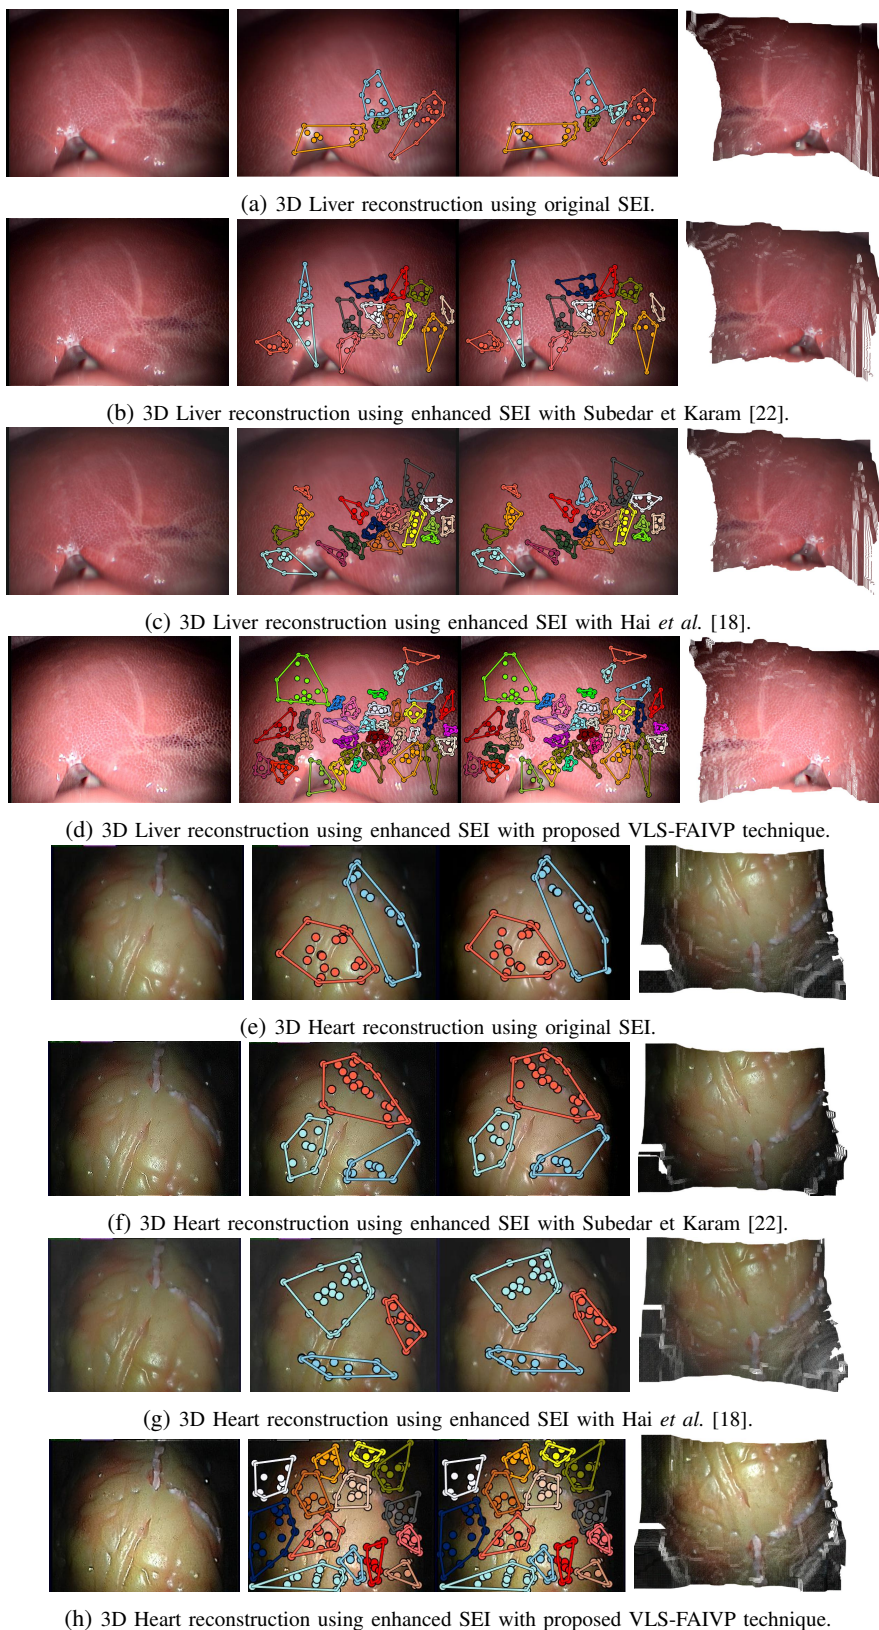 (a) 3D Liver reconstruction using original SEI.
(b) 3D Liver reconstruction using enhanced SEI with Subedar et Karam [22].
(c) 3D Liver reconstruction using enhanced SEI with Hai et al. [18].
(d) 3D Liver reconstruction using enhanced SEI with proposed VLS-FAIVP technique.
(e) 3D Heart reconstruction using original SEI.
(f) 3D Heart reconstruction using enhanced SEI with Subedar et Karam [22].
(g) 3D Heart reconstruction using enhanced SEI with Hai et al. [18].
(h) 3D Heart reconstruction using enhanced SEI with proposed VLS-FAIVP technique.